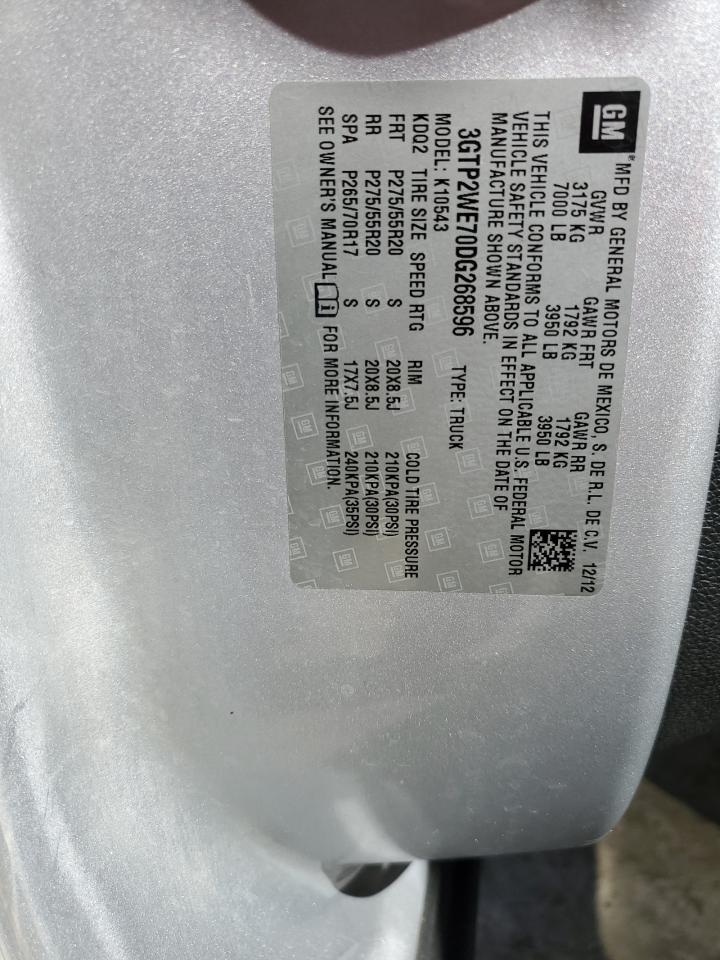 GM
® MFD BY GENERAL MOTORS DE MEXICO, S. DE R.L. DE C.V. 12/12
GVWR GAWR FRT GAWR RR
3175 KG 1792 KG 1792 KG
7000 LB 3950 LB 3950 LB
THIS VEHICLE CONFORMS TO ALL APPLICABLE U.S. FEDERAL MOTOR
VEHICLE SAFETY STANDARDS IN EFFECT ON THE DATE OF
MANUFACTURE SHOWN ABOVE.
3GTP2WE70DG268596 TYPE: TRUCK
MODEL: K10543
KDQ2 TIRE SIZE SPEED RTG RIM COLD TIRE PRESSURE
FRT P275/55R20 S 20X8.5J 210KPA(30PSI)
RR P275/55R20 S 20X8.5J 210KPA(30PSI)
SPA P265/70R17 S 17X7.5J 240KPA(35PSI)
SEE OWNER'S MANUAL FOR MORE INFORMATION.